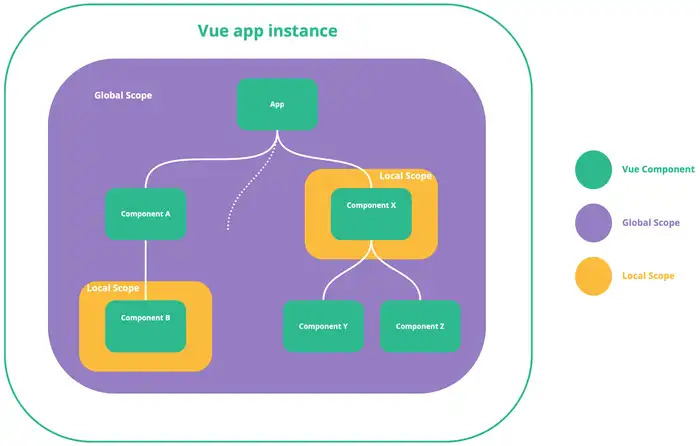 Vue app instance
Global Scope
App
Local Scope
Component A
Component X
Local Scope
Component B
Component Y
Component Z
Vue Component
Global Scope
Local Scope